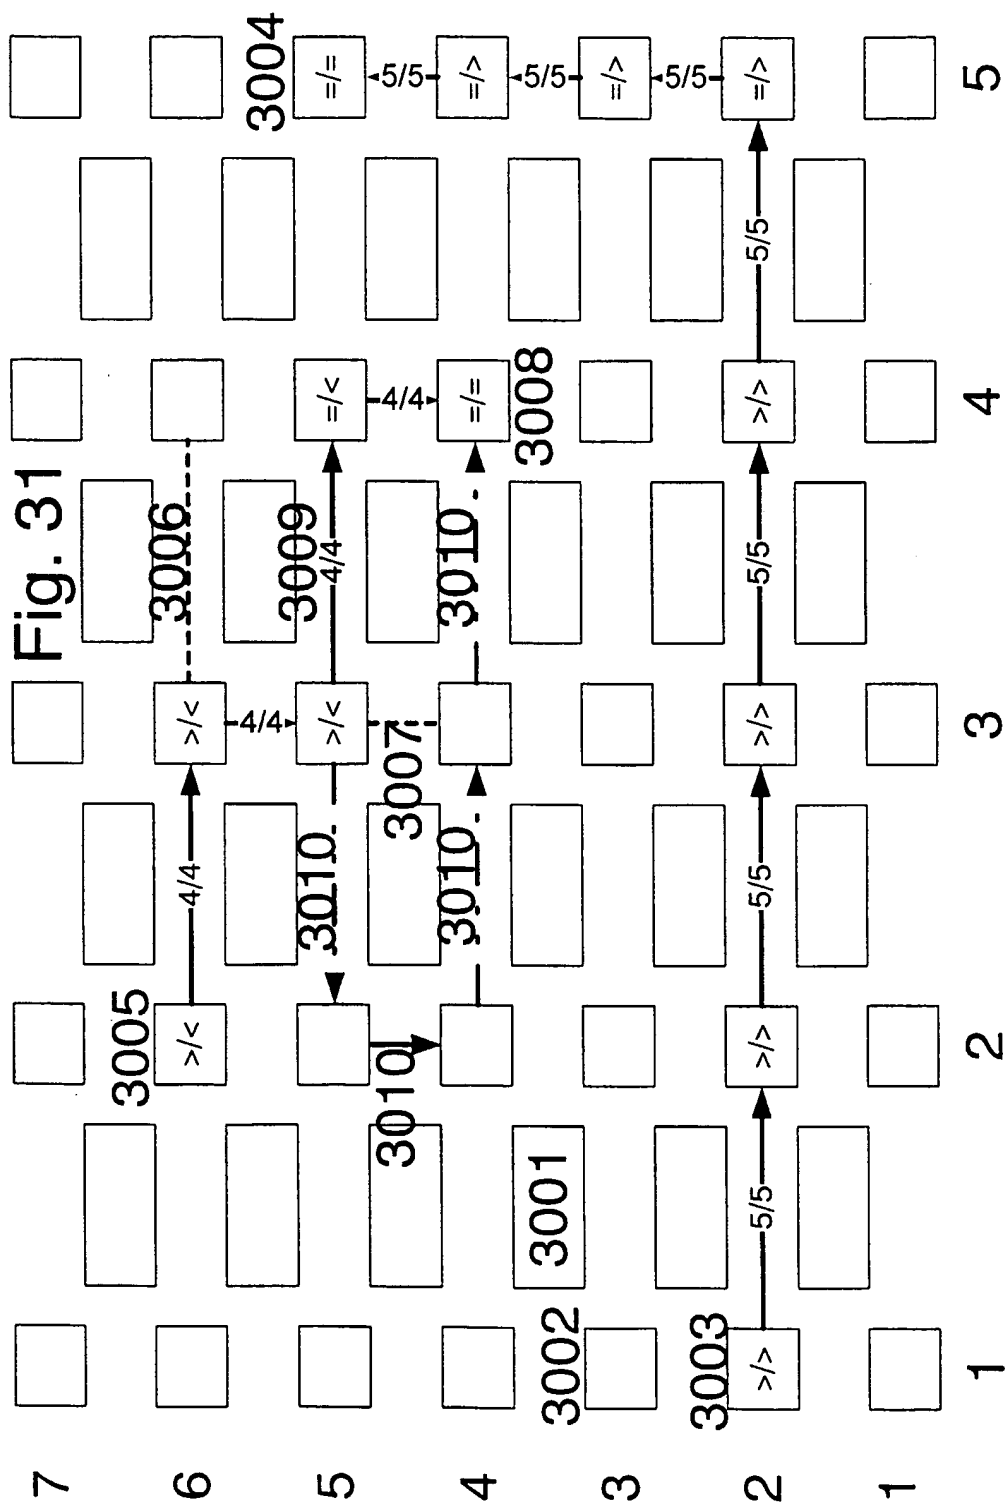 Fig. 31
7
3005
3006
6 >/< 4/4 >/<
3004
4/4
3009
3010
5 >/< 4/4 =/< =/=
3010 3007 4/4 5/5
3010 3010
4 =/= =/>
3001 3008 5/5
3002
3 =/>
3003 5/5
2 >/> 5/5 >/> 5/5 >/> 5/5 >/> 5/5 =/>
1
1 2 3 4 5